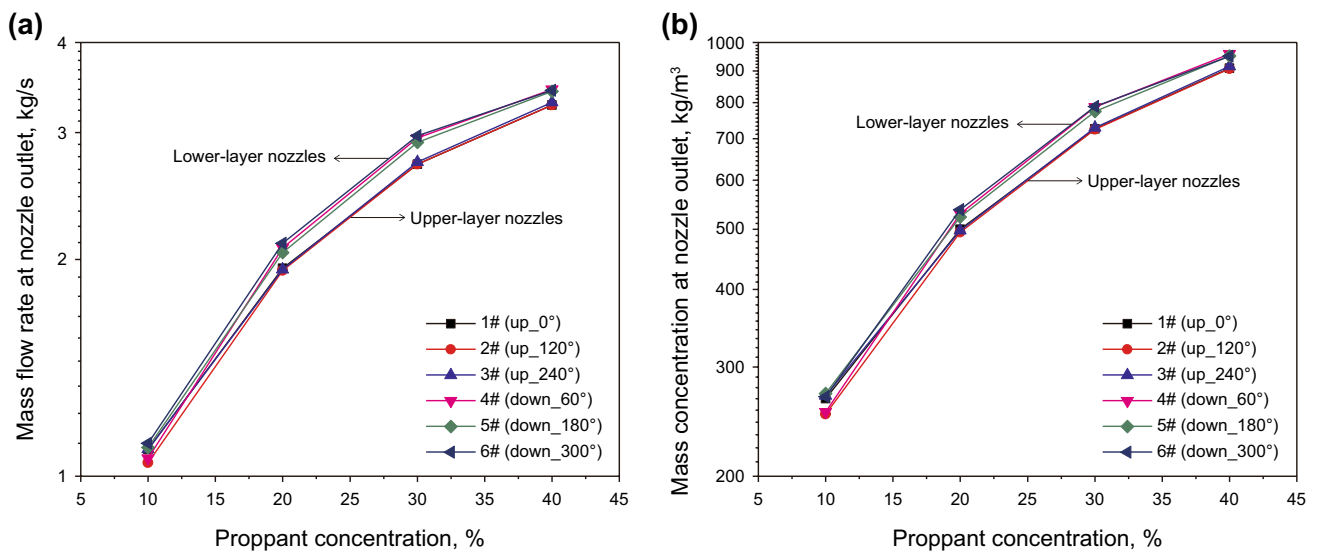 (a)
Mass flow rate at nozzle outlet, kg/s
4
3
2
1
Lower-layer nozzles
Upper-layer nozzles
1# (up_0°)
2# (up_120°)
3# (up_240°)
4# (down_60°)
5# (down_180°)
6# (down_300°)
5 10 15 20 25 30 35 40 45
Proppant concentration, %
(b)
Mass concentration at nozzle outlet, kg/m³
1000
900
800
700
600
500
400
300
200
Lower-layer nozzles
Upper-layer nozzles
1# (up_0°)
2# (up_120°)
3# (up_240°)
4# (down_60°)
5# (down_180°)
6# (down_300°)
5 10 15 20 25 30 35 40 45
Proppant concentration, %